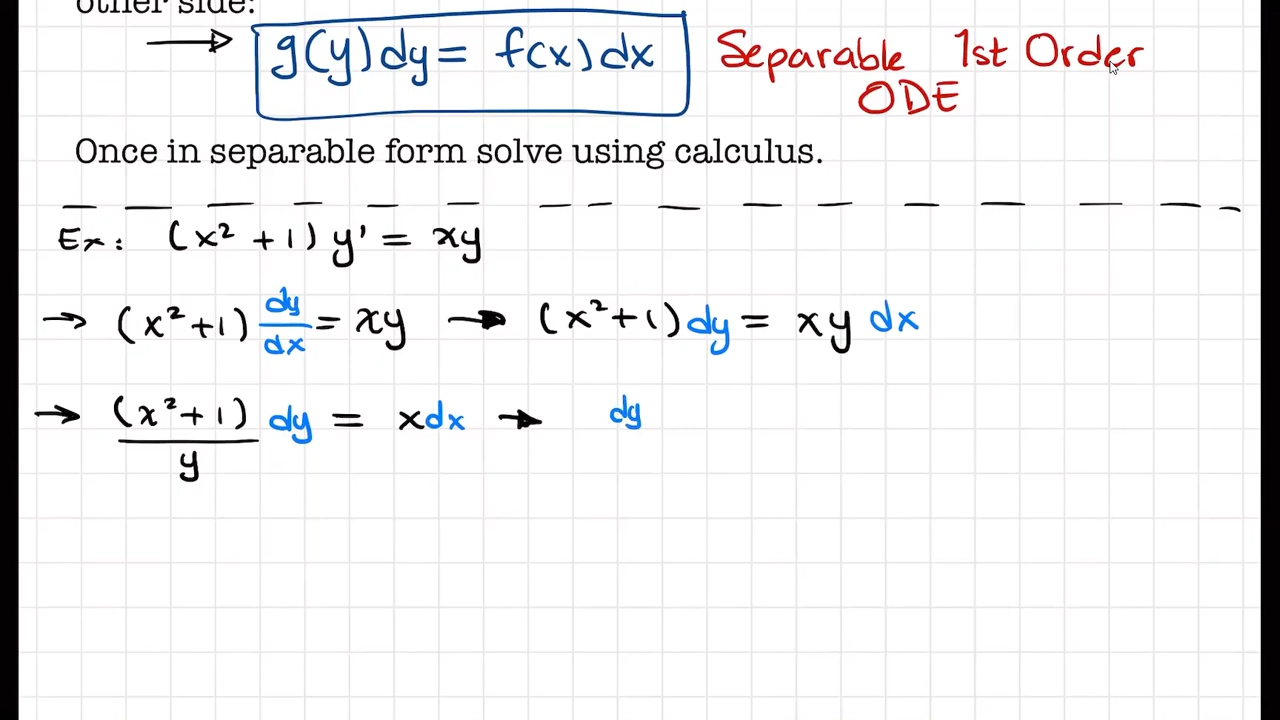 other side:
→ g(y)dy = f(x)dx Separable 1st Order
ODE
Once in separable form solve using calculus.
Ex: (x² + 1) y' = xy
→ (x² + 1) dy/dx = xy → (x² + 1) dy = xy dx
→ (x² + 1)/y dy = x dx → dy